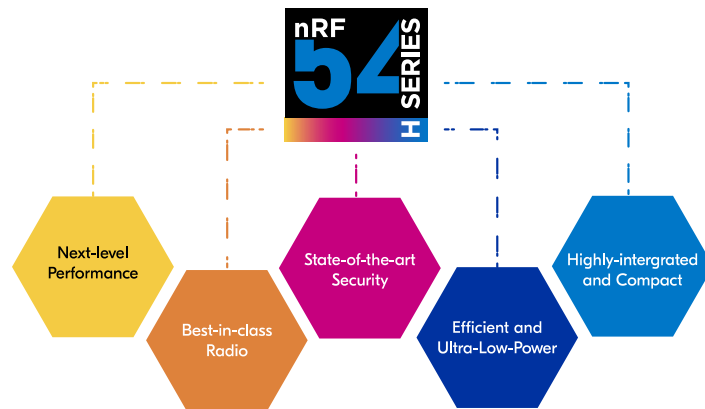 nRF
54
H SERIES
Next-level
Performance
Best-in-class
Radio
State-of-the-art
Security
Efficient and
Ultra-Low-Power
Highly-intergrated
and Compact